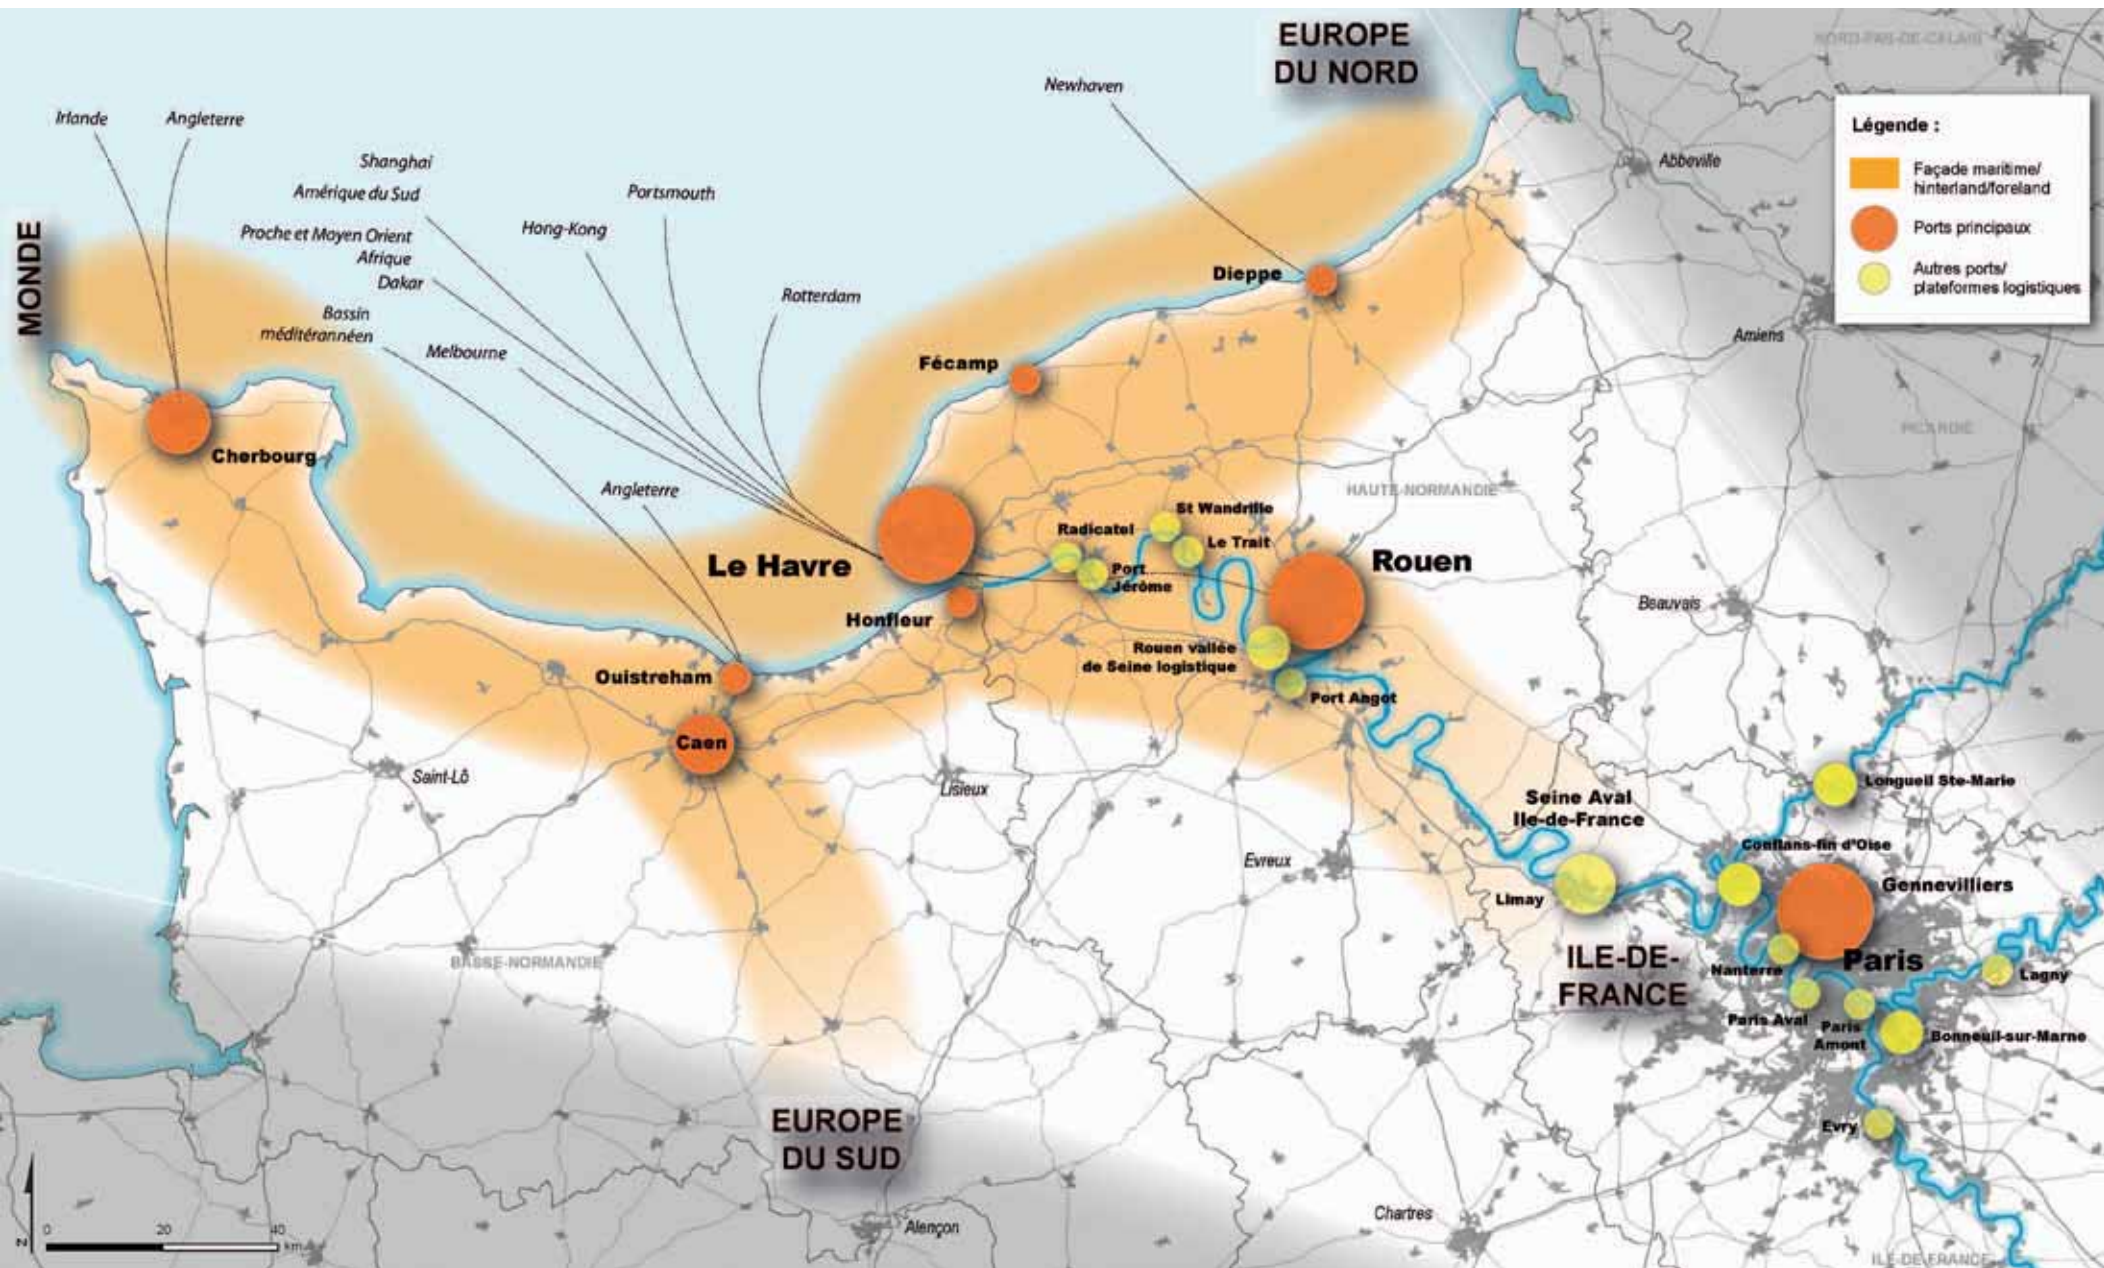 EUROPE
DU NORD
NORD-PAS-DE-CALAIS
Newhaven
Irlande
Angleterre
Shanghai
Amérique du Sud
Proche et Moyen Orient
Afrique
Dakar
Bassin
méditérannéen
Melbourne
Hong-Kong
Portsmouth
Rotterdam
Angleterre
MONDE
Légende :
Façade maritime/
hinterland/foreland
Ports principaux
Autres ports/
plateformes logistiques
Abbeville
Amiens
PICARDIE
Dieppe
Fécamp
Cherbourg
HAUTE-NORMANDIE
St Wandrille
Radicatel
Le Trait
Port
Jérôme
Le Havre
Rouen
Honfleur
Beauvais
Rouen vallée
de Seine logistique
Port Angot
Ouistreham
Caen
Saint-Lô
Lisieux
Longueil Ste-Marie
Seine Aval
Ile-de-France
Conflans-fin d'Oise
Evreux
Gennevilliers
Limay
BASSE-NORMANDIE
ILE-DE-
FRANCE
Paris
Nanterre
Lagny
Paris Aval
Paris
Amont
Bonneuil-sur-Marne
Evry
EUROPE
DU SUD
Alençon
Chartres
ILE-DE-FRANCE
N
0 20 40
km